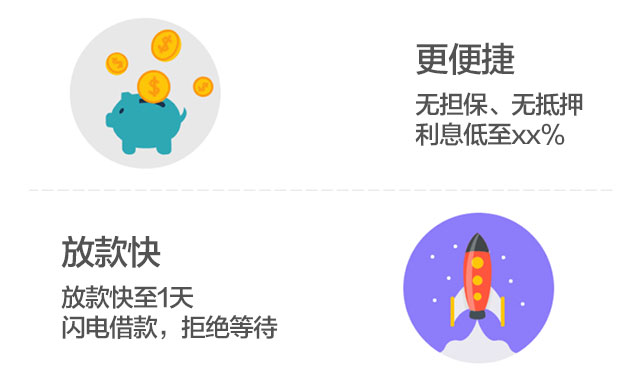 更便捷
无担保、无抵押
利息低至xx%
放款快
放款快至1天
闪电借款，拒绝等待